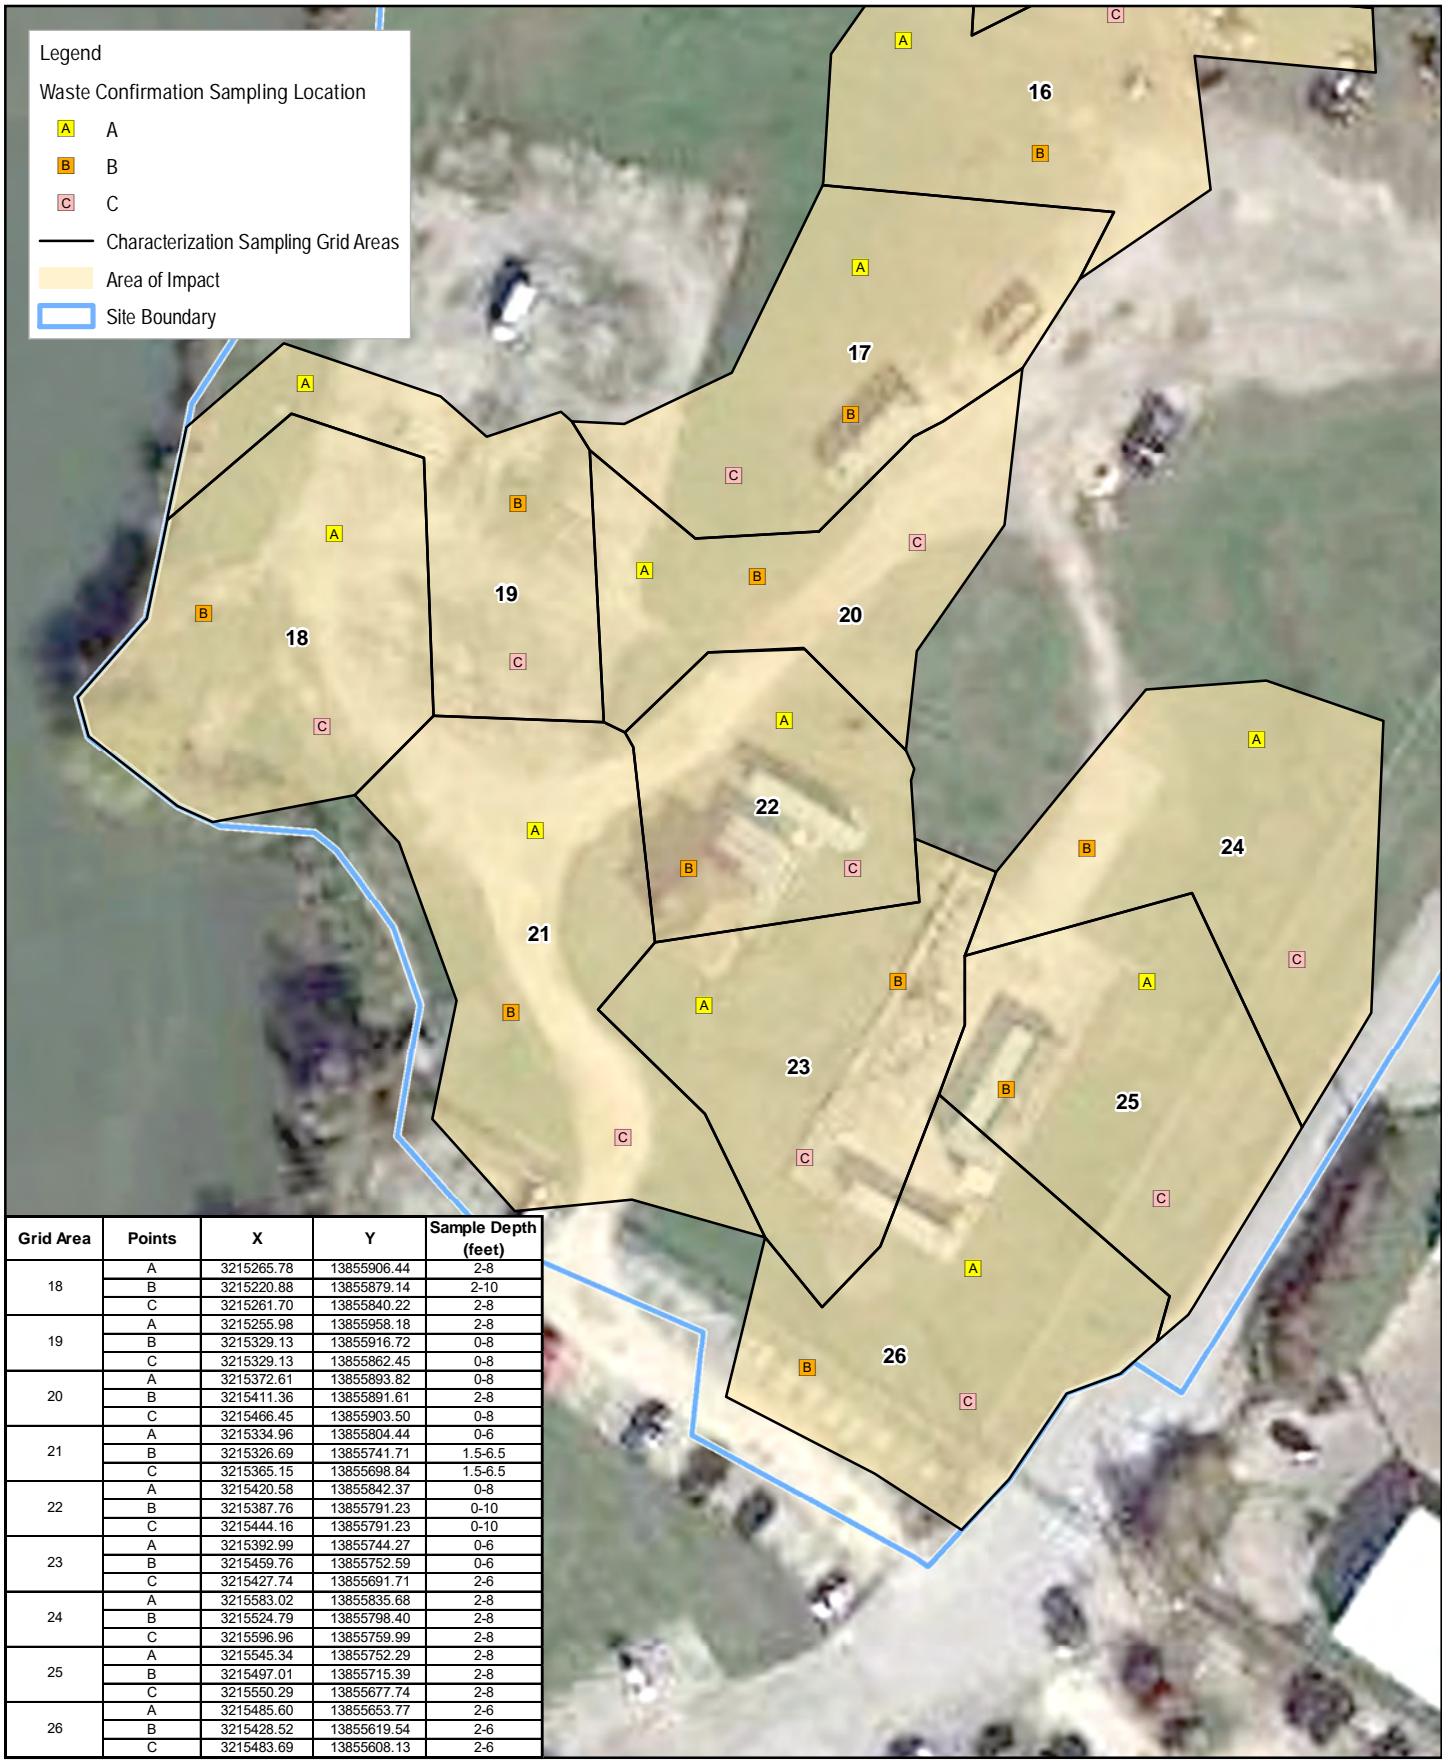 Legend
Waste Confirmation Sampling Location
A A
B B
C C
Characterization Sampling Grid Areas
Area of Impact
Site Boundary
C
A
16
B
A
17
B
C
A
B
A
B
18
C
19
C
A
B
C
20
A
22
B
C
A
21
B
C
A
B
23
C
A
B
24
C
A
B
25
C
A
B
26
C
Grid Area Points X Y Sample Depth (feet)
18 A 3215265.78 13855906.44 2-8
B 3215220.88 13855879.14 2-10
C 3215261.70 13855840.22 2-8
19 A 3215255.98 13855958.18 2-8
B 3215329.13 13855916.72 0-8
C 3215329.13 13855862.45 0-8
20 A 3215372.61 13855893.82 0-8
B 3215411.36 13855891.61 2-8
C 3215466.45 13855903.50 0-8
21 A 3215334.96 13855804.44 0-6
B 3215326.69 13855741.71 1.5-6.5
C 3215365.15 13855698.84 1.5-6.5
22 A 3215420.58 13855842.37 0-8
B 3215387.76 13855791.23 0-10
C 3215444.16 13855791.23 0-10
23 A 3215392.99 13855744.27 0-6
B 3215459.76 13855752.59 0-6
C 3215427.74 13855691.71 2-6
24 A 3215583.02 13855835.68 2-8
B 3215524.79 13855798.40 2-8
C 3215596.96 13855759.99 2-8
25 A 3215545.34 13855752.29 2-8
B 3215497.01 13855715.39 2-8
C 3215550.29 13855677.74 2-8
26 A 3215485.60 13855653.77 2-6
B 3215428.52 13855619.54 2-6
C 3215483.69 13855608.13 2-6